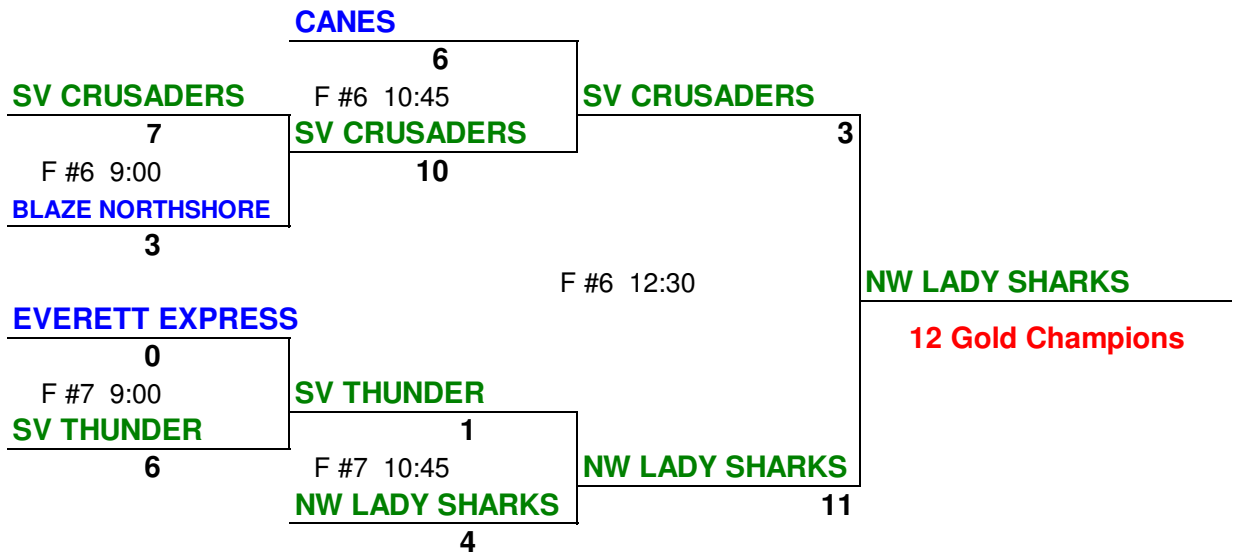 CANES
6
SV CRUSADERS
F #6 10:45
SV CRUSADERS
7
SV CRUSADERS
3
F #6 9:00
10
BLAZE NORTHSHORE
3
F #6 12:30
NW LADY SHARKS
EVERETT EXPRESS
12 Gold Champions
0
F #7 9:00
SV THUNDER
SV THUNDER
1
6
F #7 10:45
NW LADY SHARKS
NW LADY SHARKS
11
4